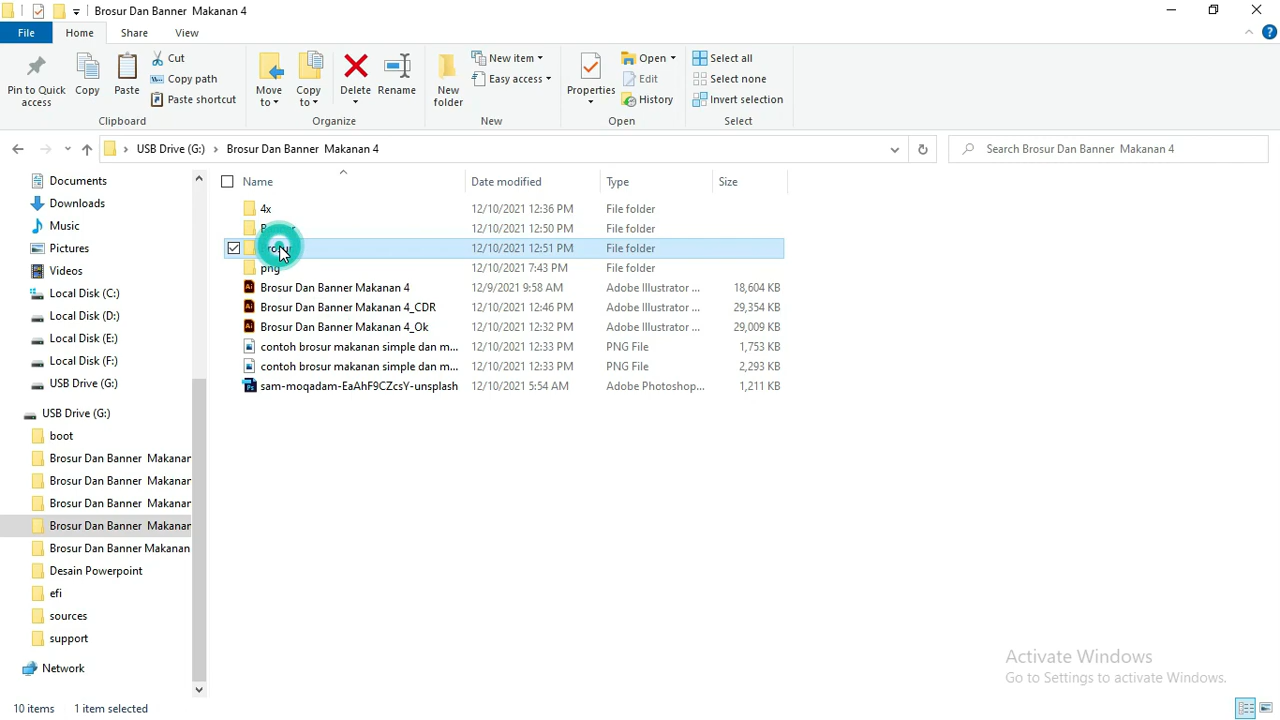 Brosur Dan Banner  Makanan 4
File
Home
Share
View
Pin to Quick access
Copy
Paste
Cut
Copy path
Paste shortcut
Clipboard
Move to
Copy to
Delete
Rename
Organize
New folder
New item
Easy access
New
Properties
Open
Edit
History
Open
Select all
Select none
Invert selection
Select
USB Drive (G:) › Brosur Dan Banner  Makanan 4
Search Brosur Dan Banner  Makanan 4
Documents
Downloads
Music
Pictures
Videos
Local Disk (C:)
Local Disk (D:)
Local Disk (E:)
Local Disk (F:)
USB Drive (G:)
USB Drive (G:)
boot
Brosur Dan Banner  Makanan
Brosur Dan Banner  Makanan
Brosur Dan Banner  Makanan
Brosur Dan Banner  Makanan
Brosur Dan Banner Makanan
Desain Powerpoint
efi
sources
support
Network
Name Date modified Type Size
4x 12/10/2021 12:36 PM File folder
12/10/2021 12:50 PM File folder
12/10/2021 12:51 PM File folder
png 12/10/2021 7:43 PM File folder
Brosur Dan Banner Makanan 4 12/9/2021 9:58 AM Adobe Illustrator ... 18,604 KB
Brosur Dan Banner Makanan 4_CDR 12/10/2021 12:46 PM Adobe Illustrator ... 29,354 KB
Brosur Dan Banner Makanan 4_Ok 12/10/2021 12:32 PM Adobe Illustrator ... 29,009 KB
contoh brosur makanan simple dan m... 12/10/2021 12:33 PM PNG File 1,753 KB
contoh brosur makanan simple dan m... 12/10/2021 12:33 PM PNG File 2,293 KB
sam-moqadam-EaAhF9CZcsY-unsplash 12/10/2021 5:54 AM Adobe Photoshop... 1,211 KB
Activate Windows
Go to Settings to activate Windows.
10 items 1 item selected